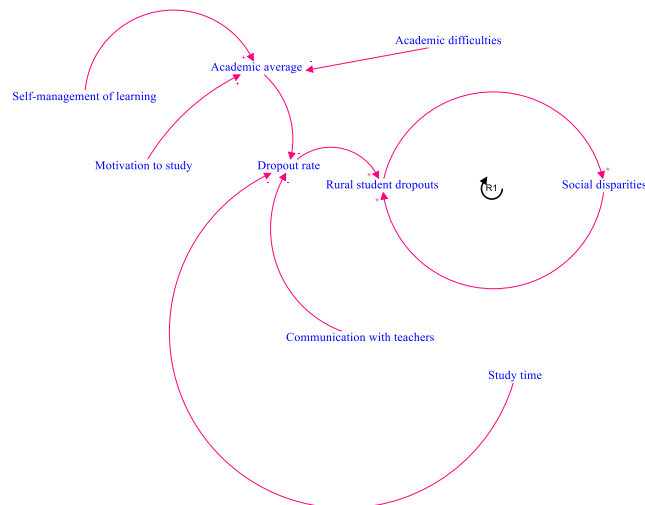 Academic difficulties
+
-
Academic average
+
Self-management of learning
-
Motivation to study
Dropout rate
+
+
- -
Rural student dropouts
R1
Social disparities
+
Communication with teachers
Study time